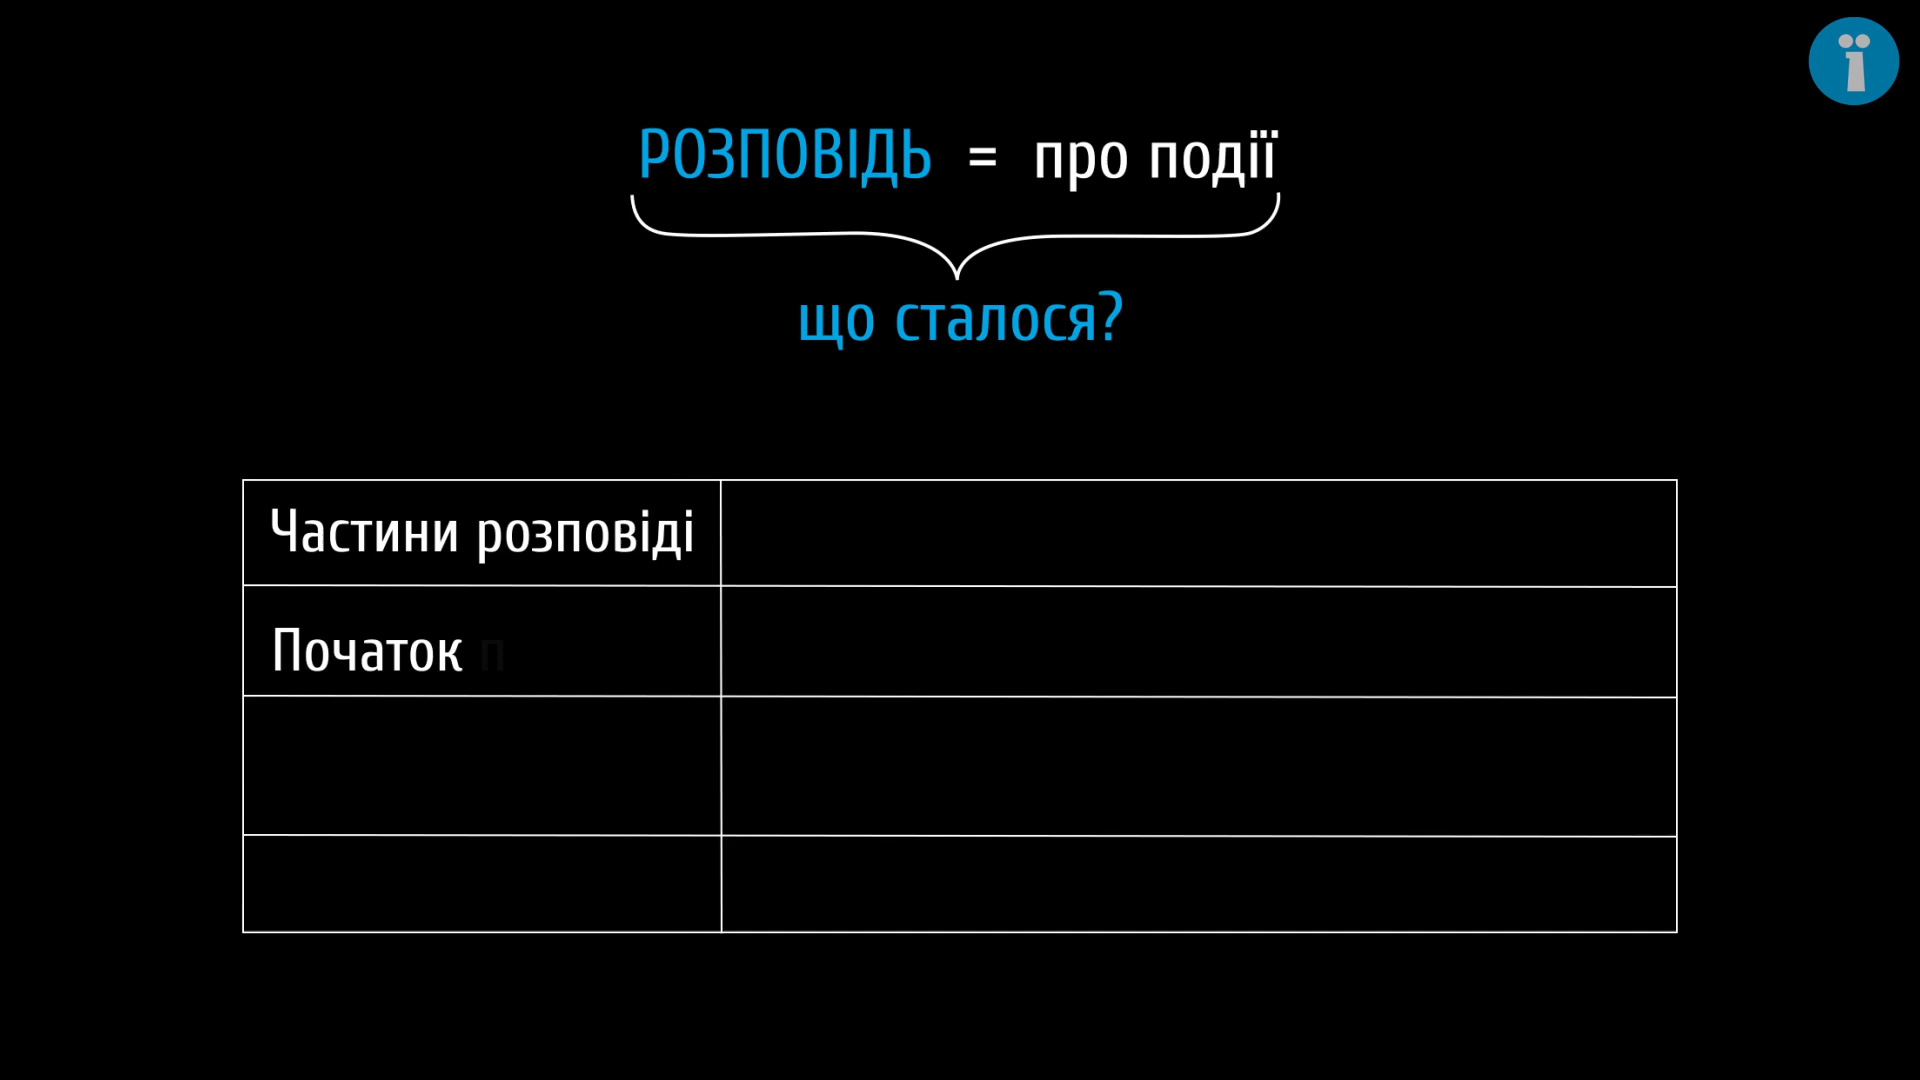 ї
РОЗПОВІДЬ = про події
що сталося?
Частини розповіді
Початок п